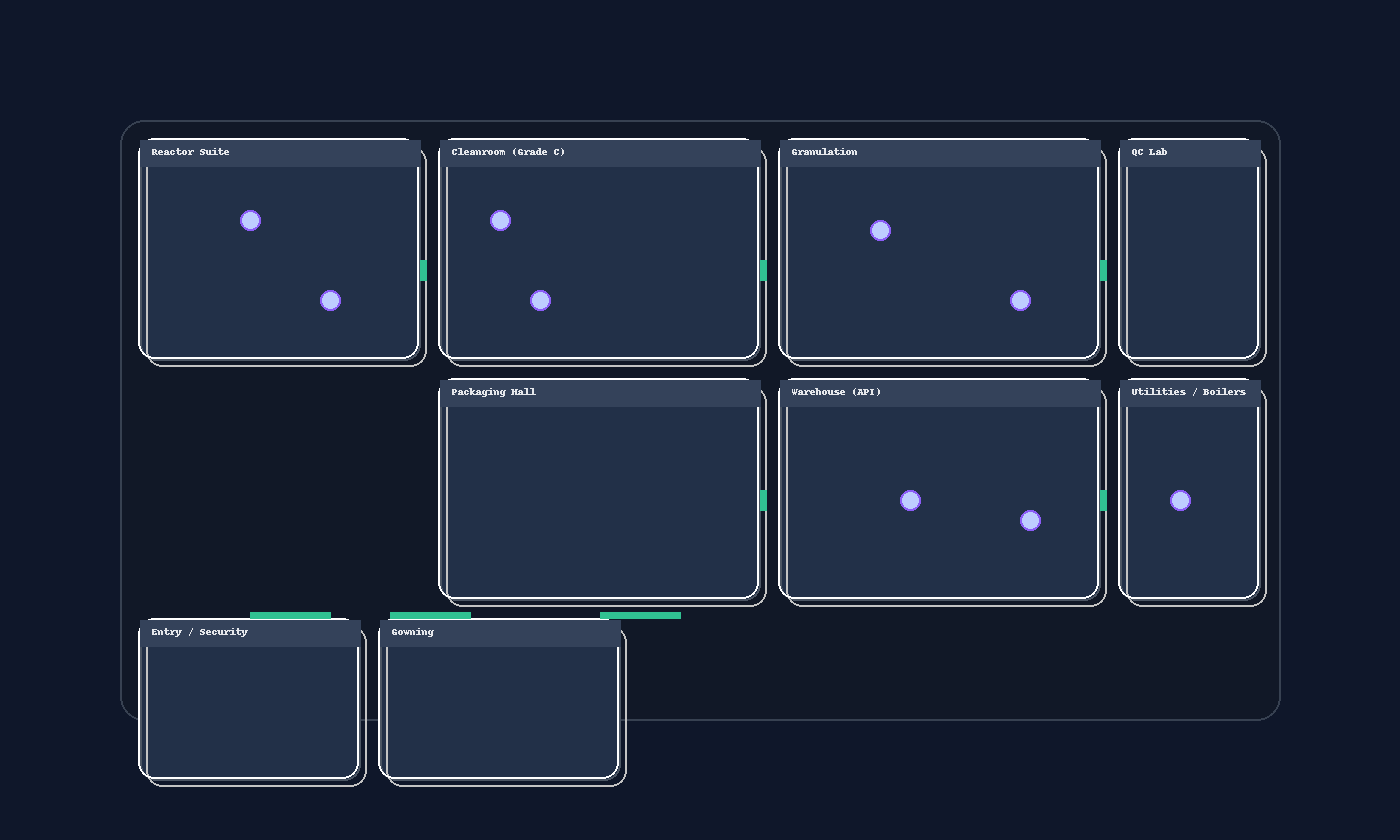 Reactor Suite
Cleanroom (Grade C)
Granulation
QC Lab
Packaging Hall
Warehouse (API)
Utilities / Boilers
Entry / Security
Gowning